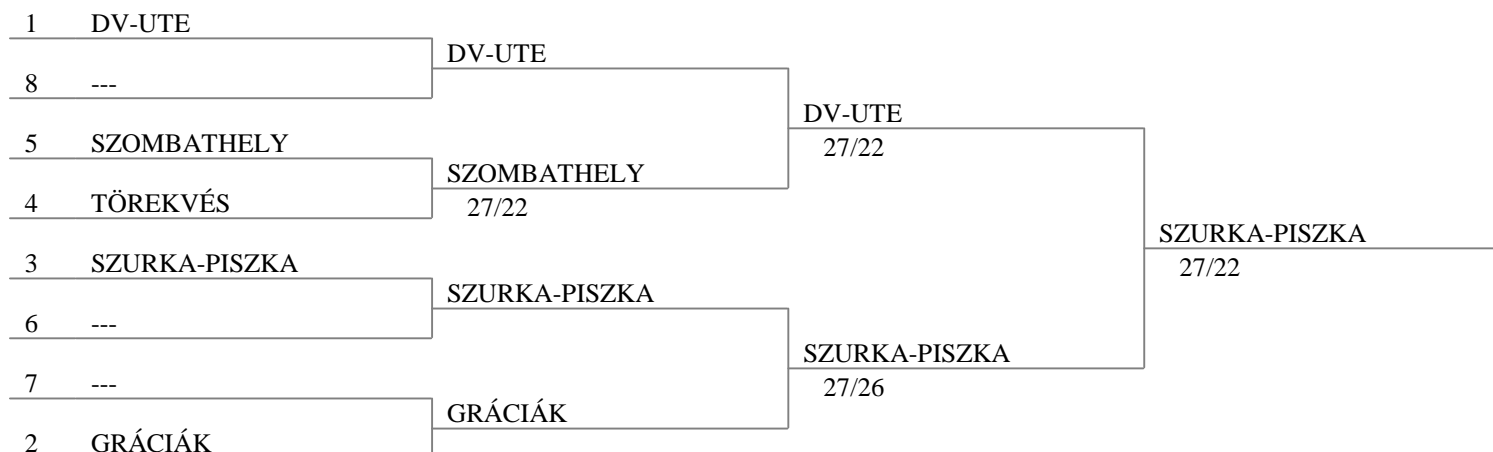 1 DV-UTE
DV-UTE
8 ---
DV-UTE
27/22
5 SZOMBATHELY
SZOMBATHELY
27/22
4 TÖREKVÉS
SZURKA-PISZKA
27/22
3 SZURKA-PISZKA
SZURKA-PISZKA
6 ---
SZURKA-PISZKA
27/26
7 ---
GRÁCIÁK
2 GRÁCIÁK